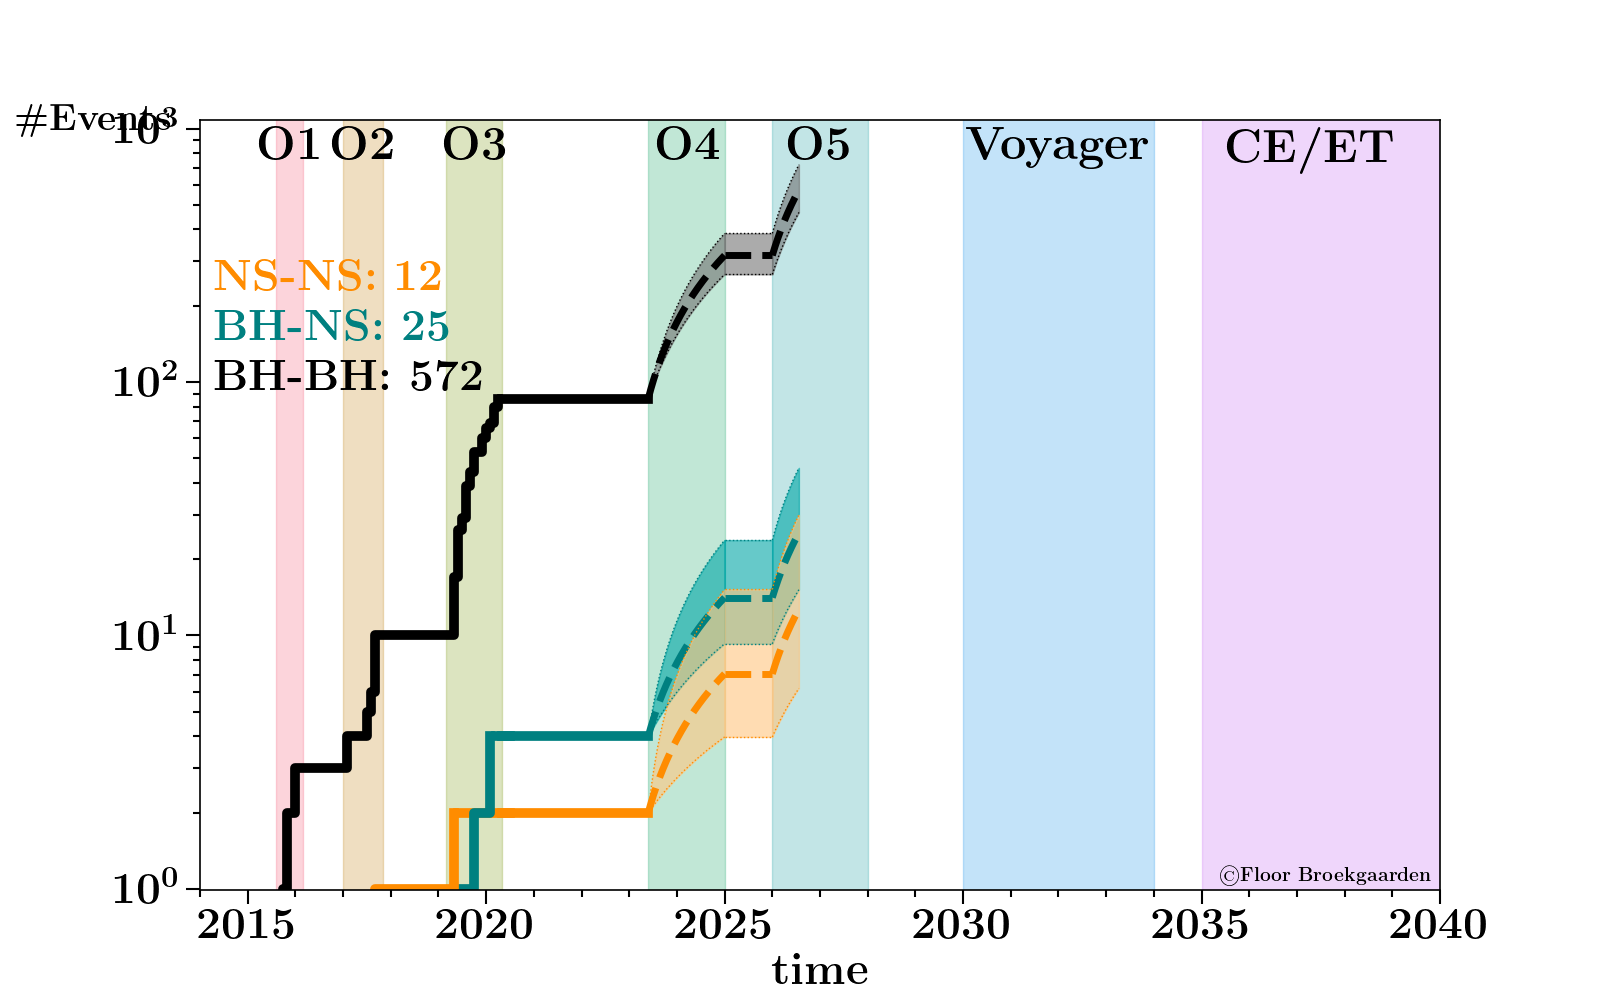 #Events
10³
O1 O2 O3 O4 O5 Voyager CE/ET
NS-NS: 12
BH-NS: 25
BH-BH: 572
10²
10¹
10⁰
©Floor Broekgaarden
2015 2020 2025 2030 2035 2040
time